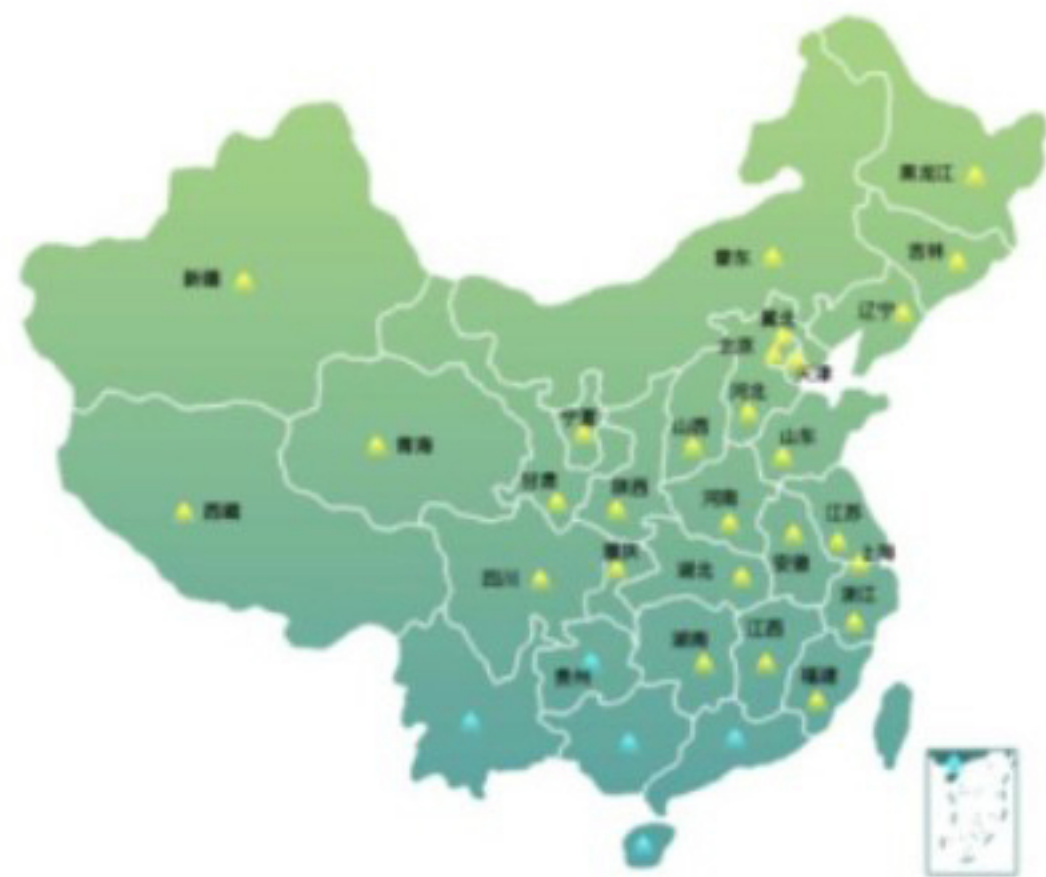 黑龙江
吉林
蒙东
新疆
辽宁
冀北
北京
天津
河北
宁夏
山西
山东
青海
甘肃
陕西
河南
江苏
西藏
上海
重庆
安徽
四川
湖北
浙江
江西
湖南
福建
贵州